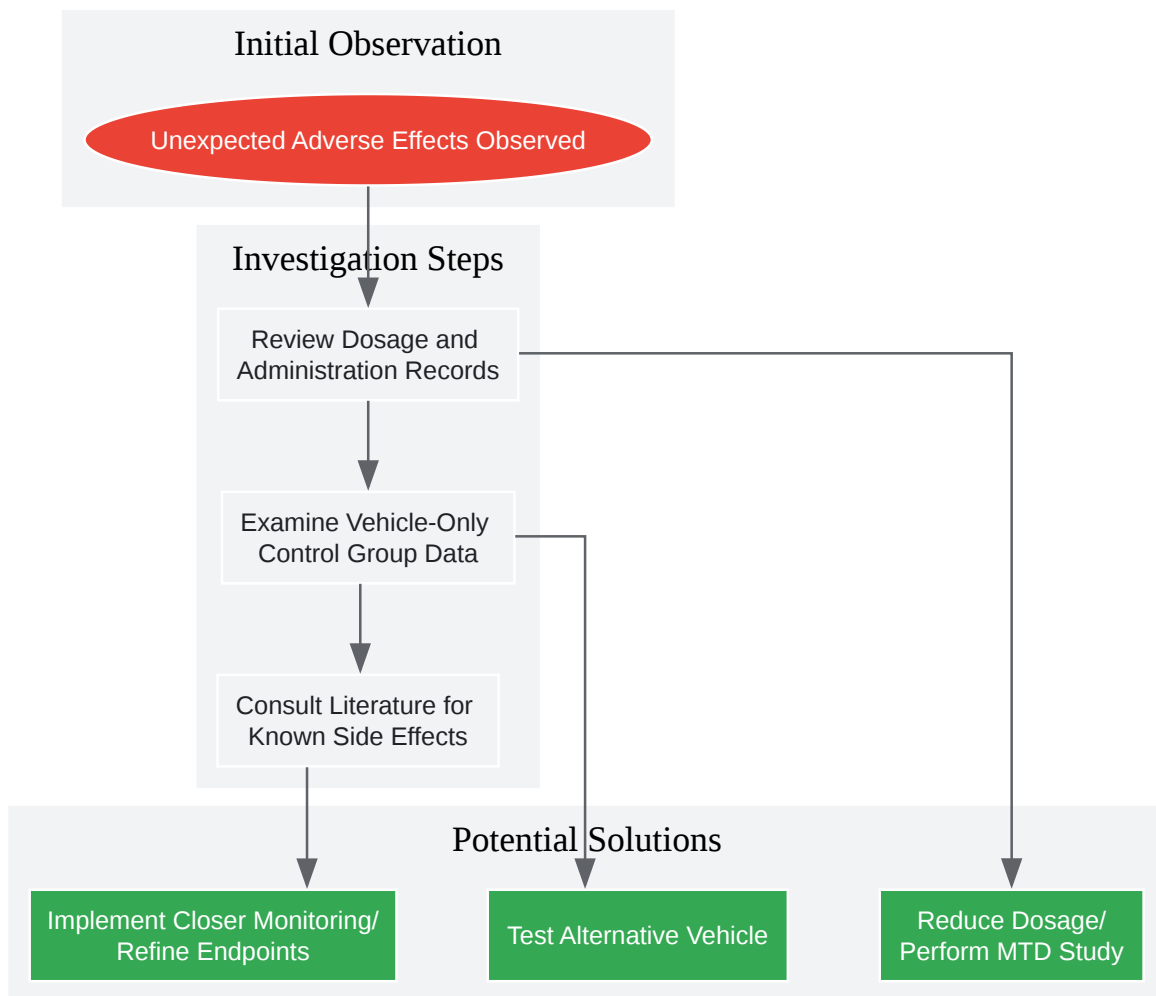 Initial Observation
Unexpected Adverse Effects Observed
Investigation Steps
Review Dosage and
Administration Records
Examine Vehicle-Only
Control Group Data
Consult Literature for
Known Side Effects
Potential Solutions
Implement Closer Monitoring/
Refine Endpoints
Test Alternative Vehicle
Reduce Dosage/
Perform MTD Study